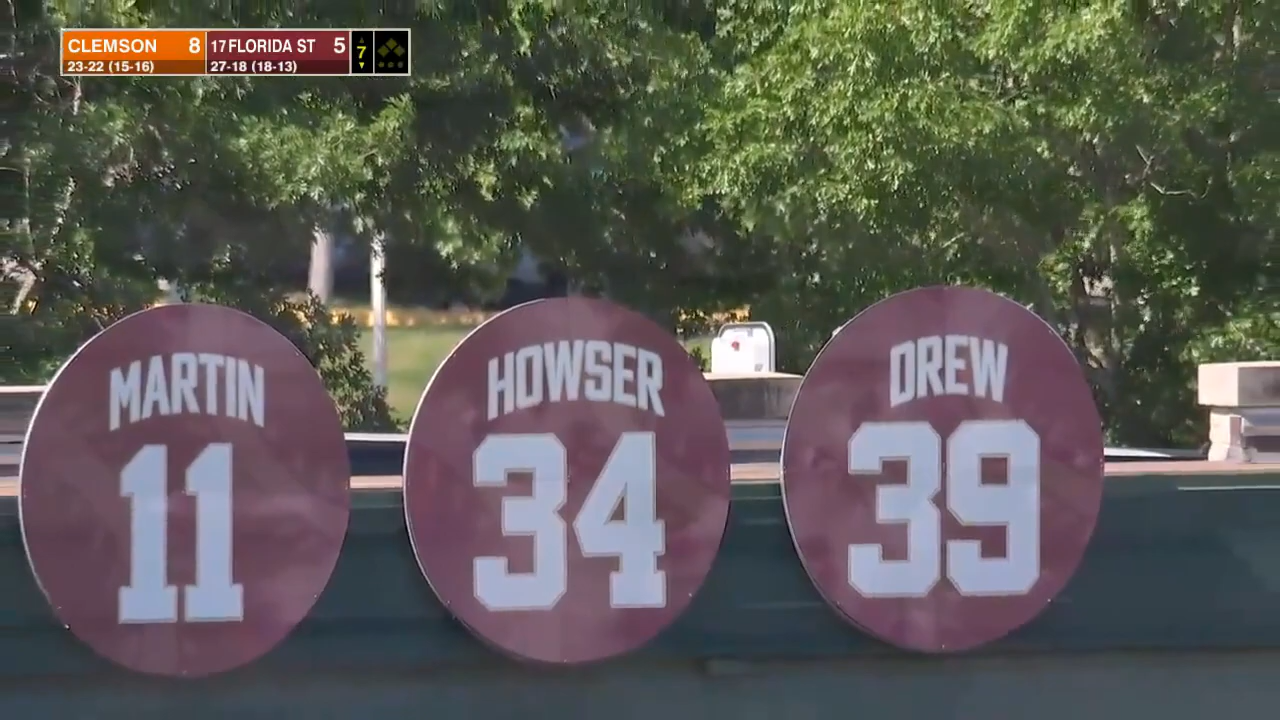 CLEMSON 8 17 FLORIDA ST 5 7
23-22 (15-16) 27-18 (18-13)
MARTIN
11
HOWSER
34
DREW
39